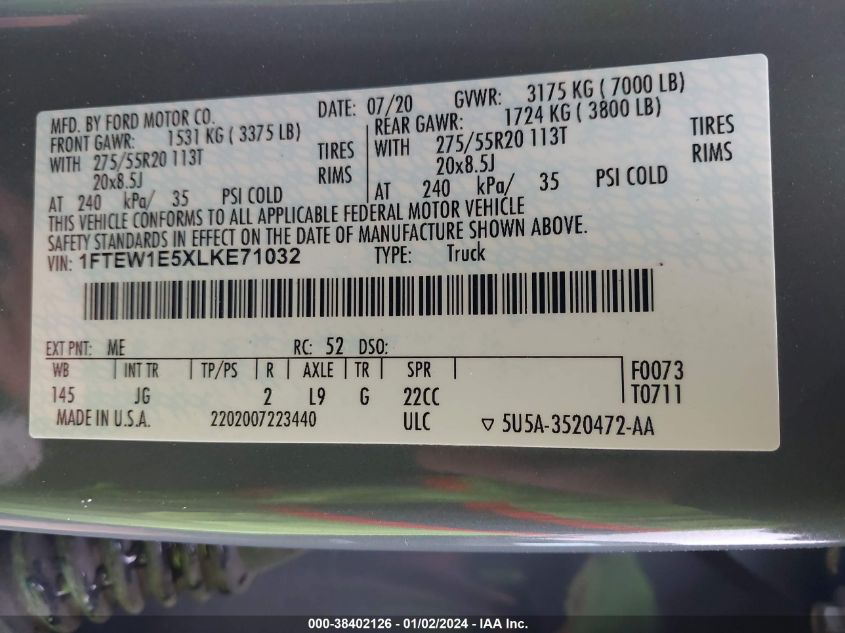 MFD. BY FORD MOTOR CO. DATE: 07/20 GVWR: 3175 KG ( 7000 LB)
FRONT GAWR: 1531 KG ( 3375 LB) REAR GAWR: 1724 KG ( 3800 LB)
WITH 275/55R20 113T TIRES WITH 275/55R20 113T TIRES
20x8.5J RIMS 20x8.5J RIMS
AT 240 kPa/ 35 PSI COLD AT 240 kPa/ 35 PSI COLD
THIS VEHICLE CONFORMS TO ALL APPLICABLE FEDERAL MOTOR VEHICLE
SAFETY STANDARDS IN EFFECT ON THE DATE OF MANUFACTURE SHOWN ABOVE.
VIN: 1FTEW1E5XLKE71032 TYPE: Truck
EXT PNT: ME RC: 52 DSO:
WB INT TR TP/PS R AXLE TR SPR F0073
145 JG 2 L9 G 22CC T0711
MADE IN U.S.A. 2202007223440 ULC ▽ 5U5A-3520472-AA
000-38402126 - 01/02/2024 - IAA Inc.